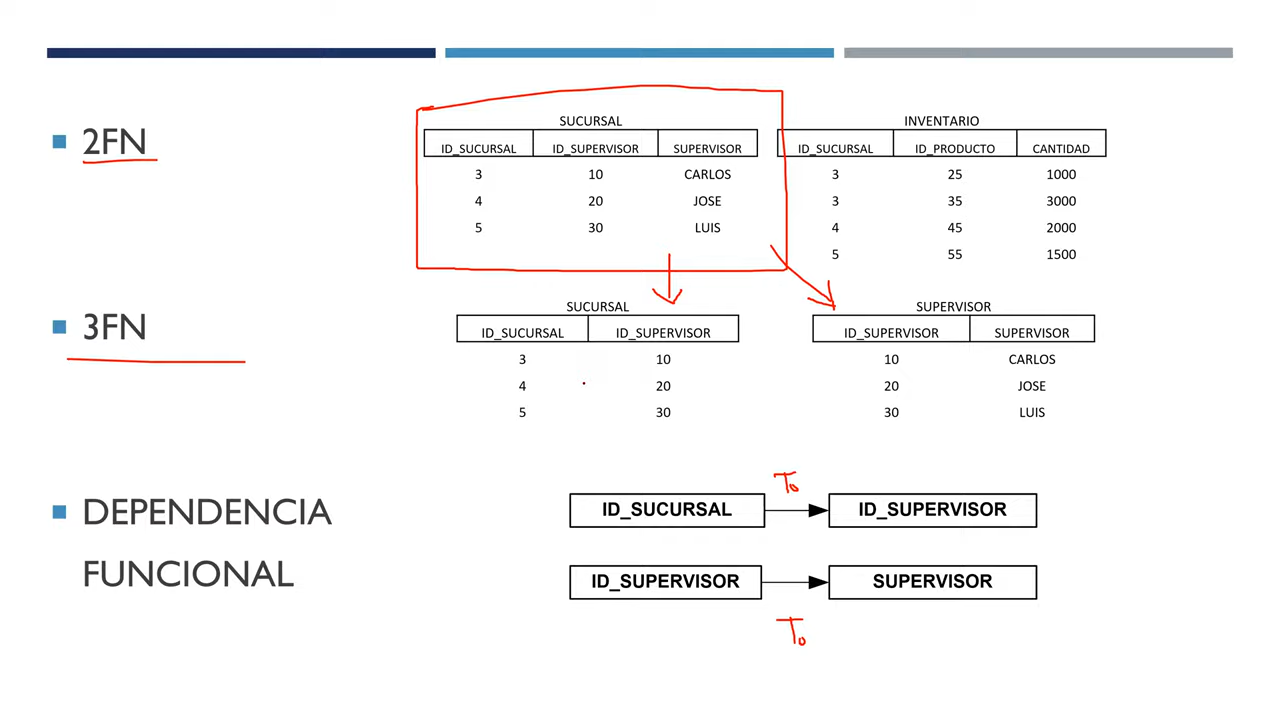 2FN
SUCURSAL
ID_SUCURSAL ID_SUPERVISOR SUPERVISOR
3 10 CARLOS
4 20 JOSE
5 30 LUIS
INVENTARIO
ID_SUCURSAL ID_PRODUCTO CANTIDAD
3 25 1000
3 35 3000
4 45 2000
5 55 1500
3FN
SUCURSAL
ID_SUCURSAL ID_SUPERVISOR
3 10
4 20
5 30
SUPERVISOR
ID_SUPERVISOR SUPERVISOR
10 CARLOS
20 JOSE
30 LUIS
DEPENDENCIA
FUNCIONAL
To
ID_SUCURSAL ID_SUPERVISOR
ID_SUPERVISOR SUPERVISOR
To